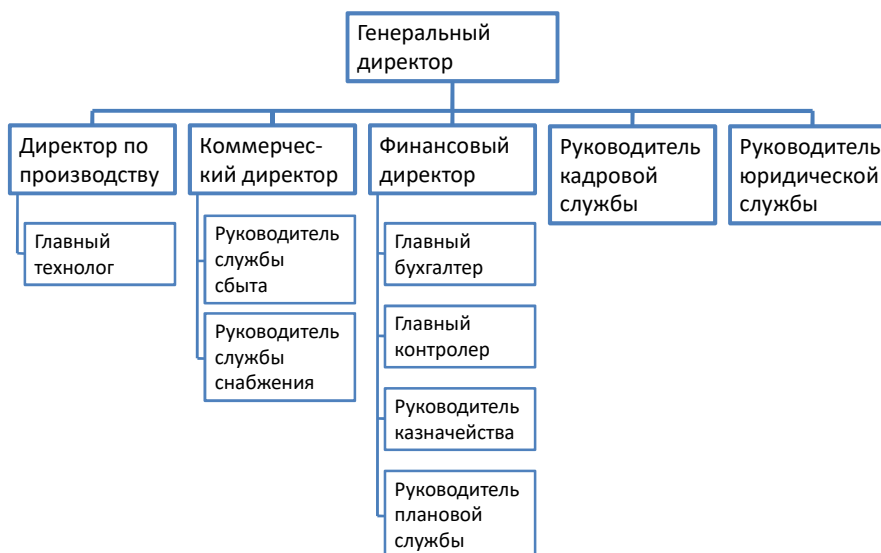 Генеральный
директор
Директор по
производству
Коммерчес-
кий директор
Финансовый
директор
Руководитель
кадровой
службы
Руководитель
юридической
службы
Главный
технолог
Руководитель
службы
сбыта
Руководитель
службы
снабжения
Главный
бухгалтер
Главный
контролер
Руководитель
казначейства
Руководитель
плановой
службы